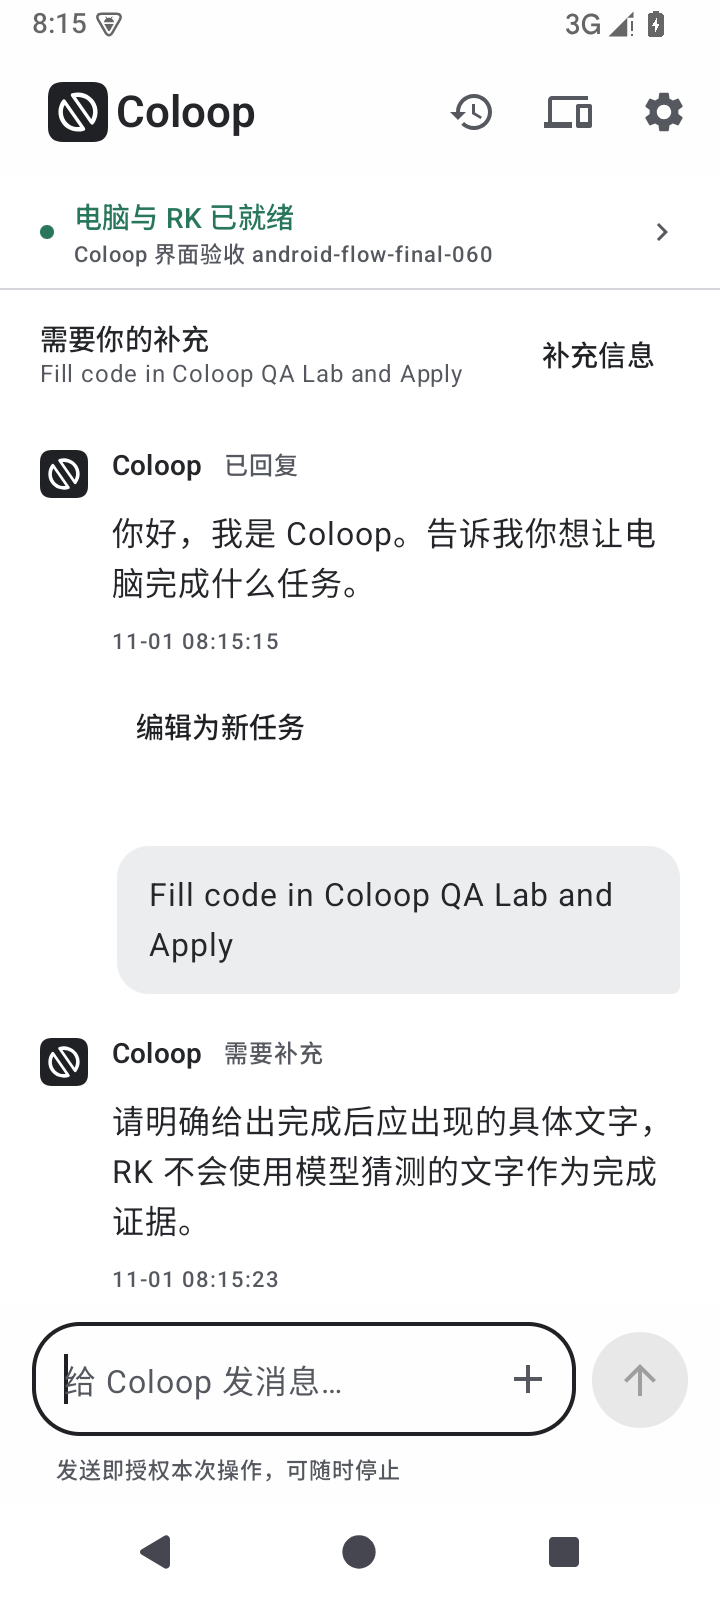 8:15
3G
Coloop
电脑与 RK 已就绪
Coloop 界面验收 android-flow-final-060
需要你的补充
Fill code in Coloop QA Lab and Apply
补充信息
Coloop 已回复
你好，我是 Coloop。告诉我你想让电
脑完成什么任务。
11-01 08:15:15
编辑为新任务
Fill code in Coloop QA Lab and
Apply
Coloop 需要补充
请明确给出完成后应出现的具体文字，
RK 不会使用模型猜测的文字作为完成
证据。
11-01 08:15:23
给 Coloop 发消息…
发送即授权本次操作，可随时停止